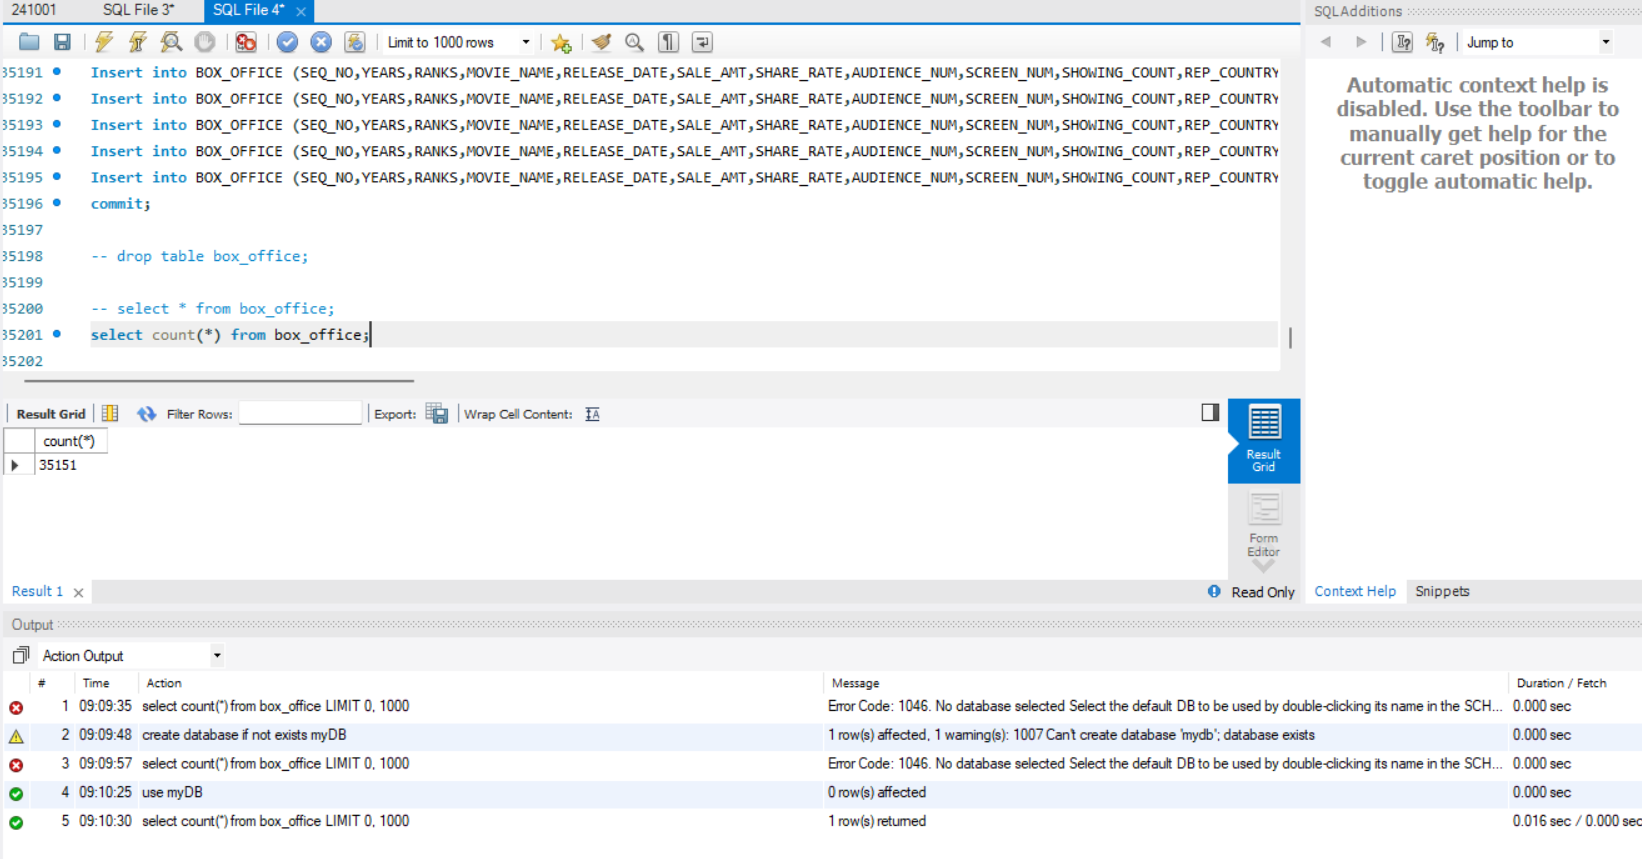 241001 SQL File 3* SQL File 4*
SQLAdditions
Limit to 1000 rows
Jump to
35191 Insert into BOX_OFFICE (SEQ_NO,YEARS,RANKS,MOVIE_NAME,RELEASE_DATE,SALE_AMT,SHARE_RATE,AUDIENCE_NUM,SCREEN_NUM,SHOWING_COUNT,REP_COUNTRY
35192 Insert into BOX_OFFICE (SEQ_NO,YEARS,RANKS,MOVIE_NAME,RELEASE_DATE,SALE_AMT,SHARE_RATE,AUDIENCE_NUM,SCREEN_NUM,SHOWING_COUNT,REP_COUNTRY
35193 Insert into BOX_OFFICE (SEQ_NO,YEARS,RANKS,MOVIE_NAME,RELEASE_DATE,SALE_AMT,SHARE_RATE,AUDIENCE_NUM,SCREEN_NUM,SHOWING_COUNT,REP_COUNTRY
35194 Insert into BOX_OFFICE (SEQ_NO,YEARS,RANKS,MOVIE_NAME,RELEASE_DATE,SALE_AMT,SHARE_RATE,AUDIENCE_NUM,SCREEN_NUM,SHOWING_COUNT,REP_COUNTRY
35195 Insert into BOX_OFFICE (SEQ_NO,YEARS,RANKS,MOVIE_NAME,RELEASE_DATE,SALE_AMT,SHARE_RATE,AUDIENCE_NUM,SCREEN_NUM,SHOWING_COUNT,REP_COUNTRY
35196 commit;
35197
35198 -- drop table box_office;
35199
35200 -- select * from box_office;
35201 select count(*) from box_office;
35202
Automatic context help is
disabled. Use the toolbar to
manually get help for the
current caret position or to
toggle automatic help.
Result Grid Filter Rows: Export: Wrap Cell Content:
count(*)
35151
Result
Grid
Form
Editor
Result 1 Read Only
Context Help Snippets
Output
Action Output
# Time Action Message Duration / Fetch
1 09:09:35 select count(*) from box_office LIMIT 0, 1000 Error Code: 1046. No database selected Select the default DB to be used by double-clicking its name in the SCH... 0.000 sec
2 09:09:48 create database if not exists myDB 1 row(s) affected, 1 warning(s): 1007 Can't create database 'mydb'; database exists 0.000 sec
3 09:09:57 select count(*) from box_office LIMIT 0, 1000 Error Code: 1046. No database selected Select the default DB to be used by double-clicking its name in the SCH... 0.000 sec
4 09:10:25 use myDB 0 row(s) affected 0.000 sec
5 09:10:30 select count(*) from box_office LIMIT 0, 1000 1 row(s) returned 0.016 sec / 0.000 sec